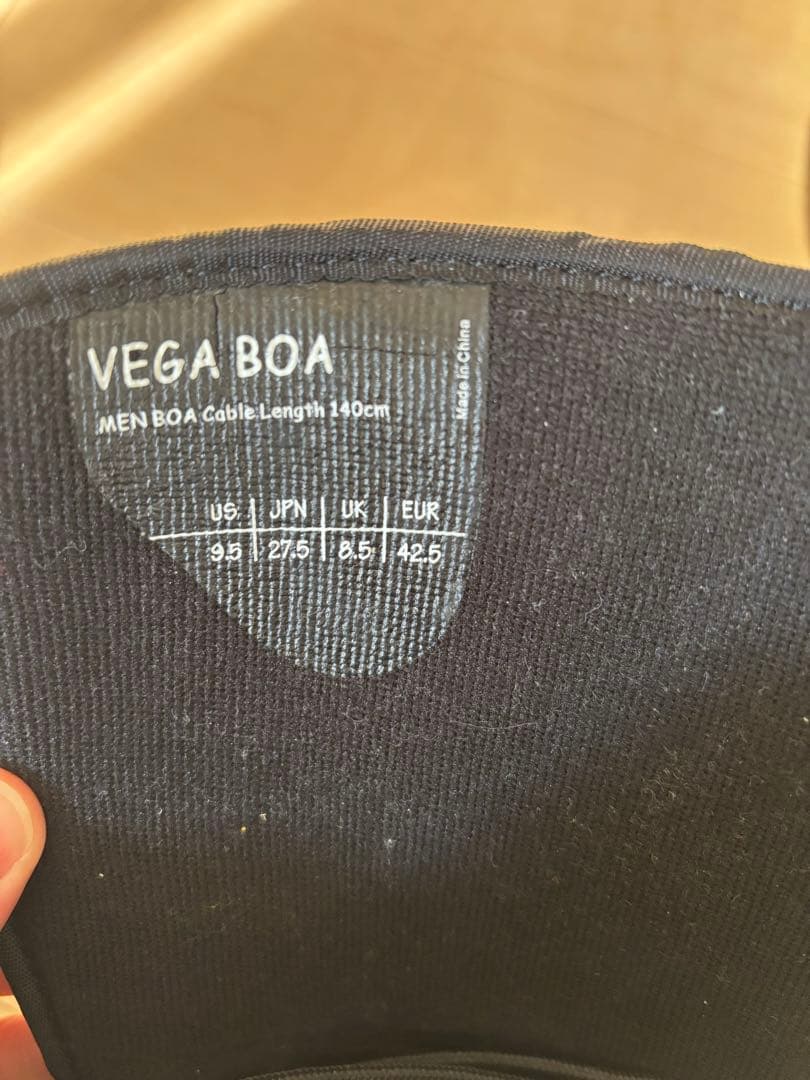 VEGA BOA
MEN BOA Cable Length 140cm
Made in China
US JPN UK EUR
9.5 27.5 8.5 42.5